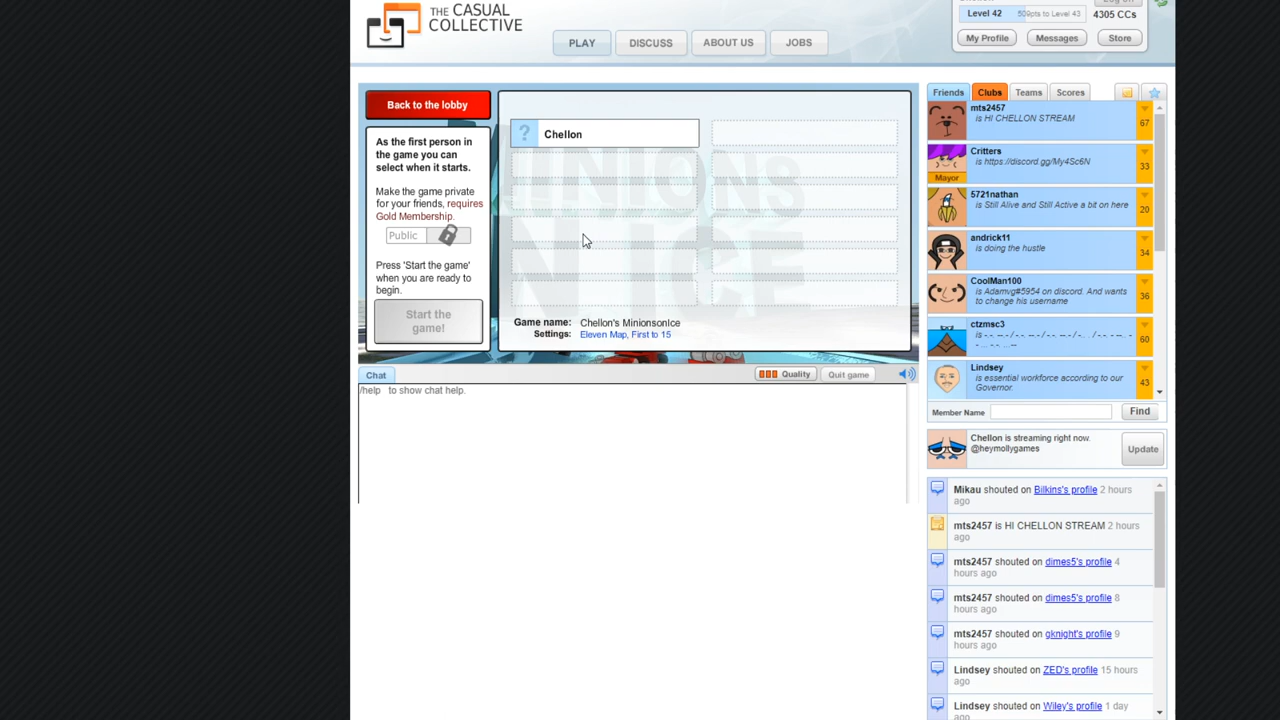 THE CASUAL
COLLECTIVE
PLAY
DISCUSS
ABOUT US
JOBS
Level 42
509pts to Level 43
4305 CCs
My Profile
Messages
Store
Back to the lobby
As the first person in
the game you can
select when it starts.
Make the game private
for your friends, requires
Gold Membership.
Public
Press 'Start the game'
when you are ready to
begin.
Start the
game!
? Chellon
MINIONS
ON ICE
Game name: Chellon's MinionsonIce
Settings: Eleven Map, First to 15
Chat
Quality
Quit game
/help to show chat help.
Friends
Clubs
Teams
Scores
mts2457
is HI CHELLON STREAM
67
Critters
is https://discord.gg/My4Sc6N
33
Mayor
5721nathan
is Still Alive and Still Active a bit on here
20
andrick11
is doing the hustle
34
CoolMan100
is Adamvg#5954 on discord. And wants
to change his username
36
ctzmsc3
60
Lindsey
is essential workforce according to our
Governor.
43
Member Name
Find
Chellon is streaming right now.
@heymollygames
Update
Mikau shouted on Bilkins's profile 2 hours
ago
mts2457 is HI CHELLON STREAM 2 hours
ago
mts2457 shouted on dimes5's profile 4
hours ago
mts2457 shouted on dimes5's profile 8
hours ago
mts2457 shouted on gknight's profile 9
hours ago
Lindsey shouted on ZED's profile 15 hours
ago
Lindsey shouted on Wiley's profile 1 day
ago